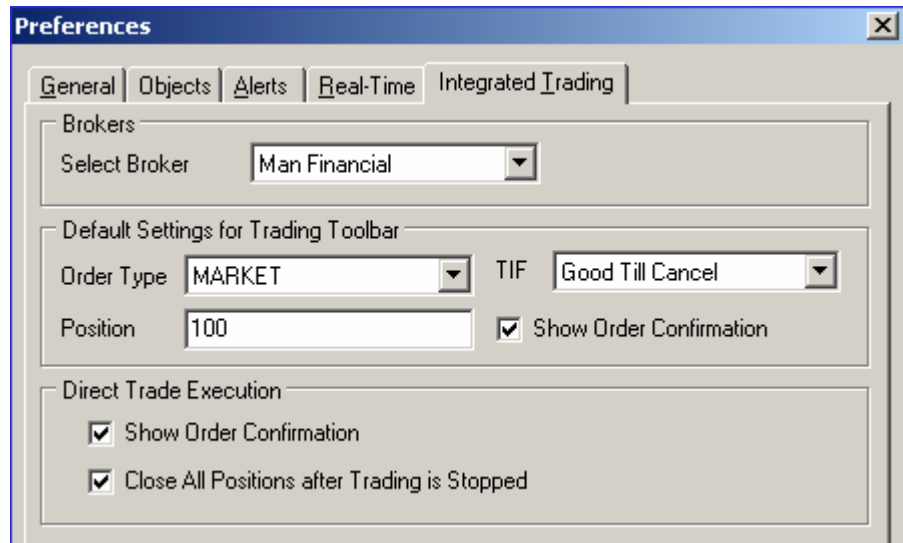 Preferences
General Objects Alerts Real-Time Integrated Trading
Brokers
Select Broker Man Financial
Default Settings for Trading Toolbar
Order Type MARKET TIF Good Till Cancel
Position 100 Show Order Confirmation
Direct Trade Execution
Show Order Confirmation
Close All Positions after Trading is Stopped